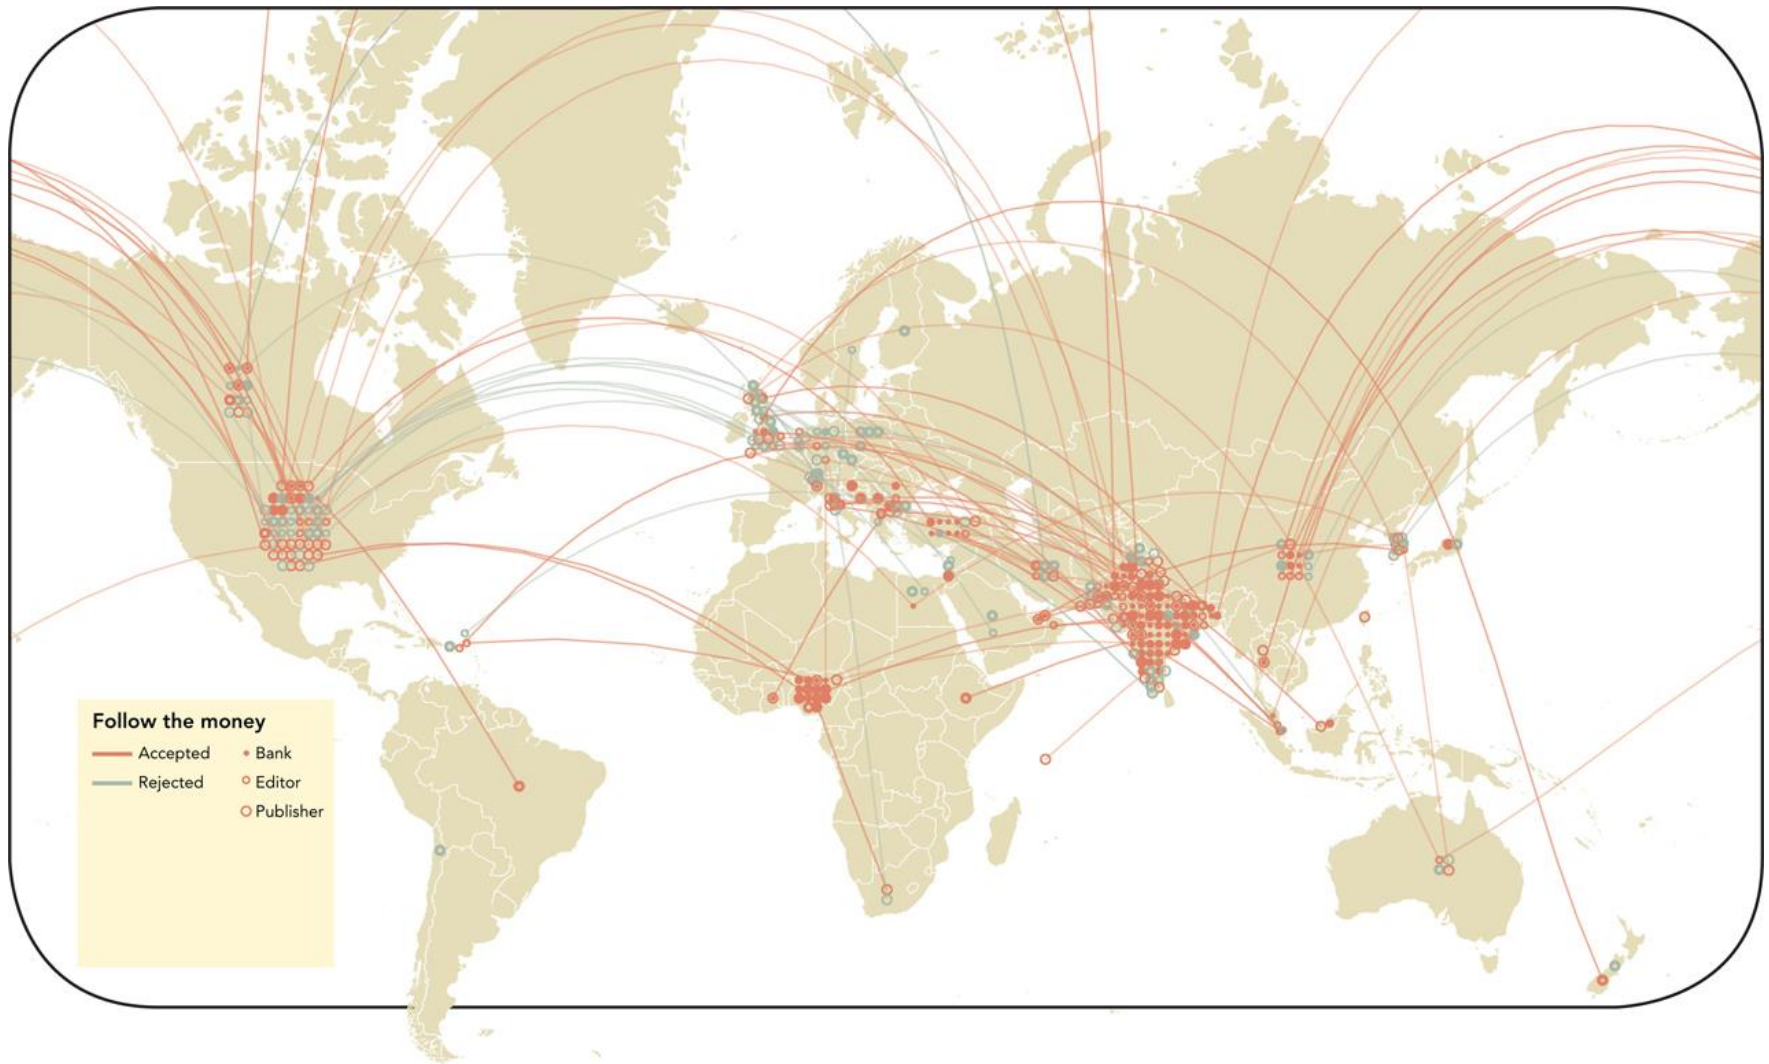 Follow the money
Accepted
Bank
Rejected
Editor
Publisher